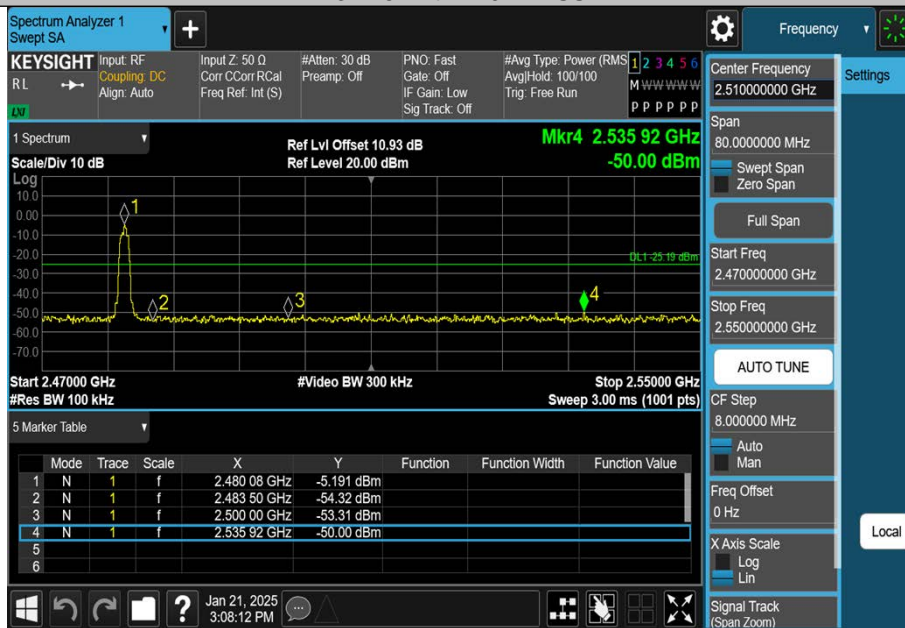 Spectrum Analyzer 1
Swept SA
+
Frequency
KEYSIGHT
RL
LXI
Input: RF
Coupling: DC
Align: Auto
Input Z: 50 Ω
Corr CCorr RCal
Freq Ref: Int (S)
#Atten: 30 dB
Preamp: Off
PNO: Fast
Gate: Off
IF Gain: Low
Sig Track: Off
#Avg Type: Power (RMS
Avg|Hold: 100/100
Trig: Free Run
1 2 3 4 5 6
M W W W W W
P P P P P P
1 Spectrum
Scale/Div 10 dB
Ref Lvl Offset 10.93 dB
Ref Level 20.00 dBm
Mkr4 2.535 92 GHz
-50.00 dBm
Log
10.0
0.00
-10.0
-20.0
-30.0
-40.0
-50.0
-60.0
-70.0
1
2
3
4
DL1 -25.19 dBm
Start 2.47000 GHz
#Video BW 300 kHz
Stop 2.55000 GHz
#Res BW 100 kHz
Sweep 3.00 ms (1001 pts)
5 Marker Table
Mode Trace Scale X Y Function Function Width Function Value
1 N 1 f 2.480 08 GHz -5.191 dBm
2 N 1 f 2.483 50 GHz -54.32 dBm
3 N 1 f 2.500 00 GHz -53.31 dBm
4 N 1 f 2.535 92 GHz -50.00 dBm
5
6
?
Jan 21, 2025
3:08:12 PM
Center Frequency
2.510000000 GHz
Settings
Span
80.0000000 MHz
Swept Span
Zero Span
Full Span
Start Freq
2.470000000 GHz
Stop Freq
2.550000000 GHz
AUTO TUNE
CF Step
8.000000 MHz
Auto
Man
Freq Offset
0 Hz
Local
X Axis Scale
Log
Lin
Signal Track
(Span Zoom)